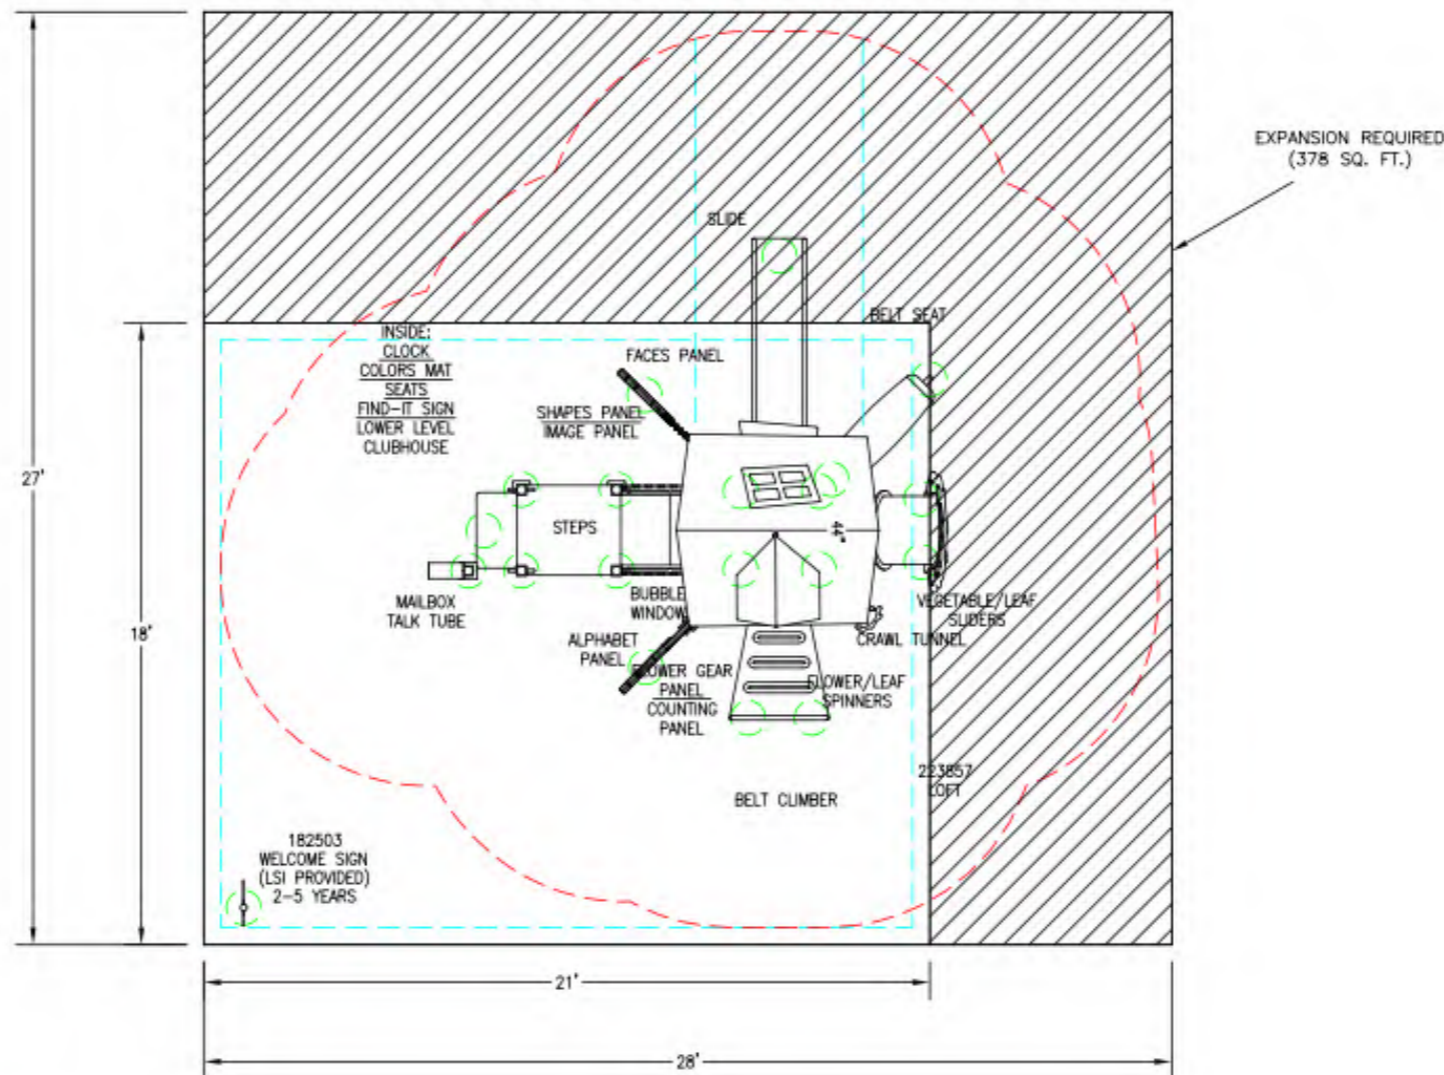 EXPANSION REQUIRED
(378 SQ. FT.)
SLIDE
BELT SEAT
INSIDE:
CLOCK
COLORS MAT
SEATS
FIND-IT SIGN
LOWER LEVEL
CLUBHOUSE
FACES PANEL
SHAPES PANEL
IMAGE PANEL
27'
STEPS
44"
MAILBOX
TALK TUBE
BUBBLE
WINDOW
VEGETABLE/LEAF
SLIDERS
CRAWL TUNNEL
18'
ALPHABET
PANEL
FLOWER GEAR
PANEL
COUNTING
PANEL
FLOWER/LEAF
SPINNERS
223857
LOFT
BELT CLIMBER
182503
WELCOME SIGN
(LSI PROVIDED)
2-5 YEARS
21'
28'